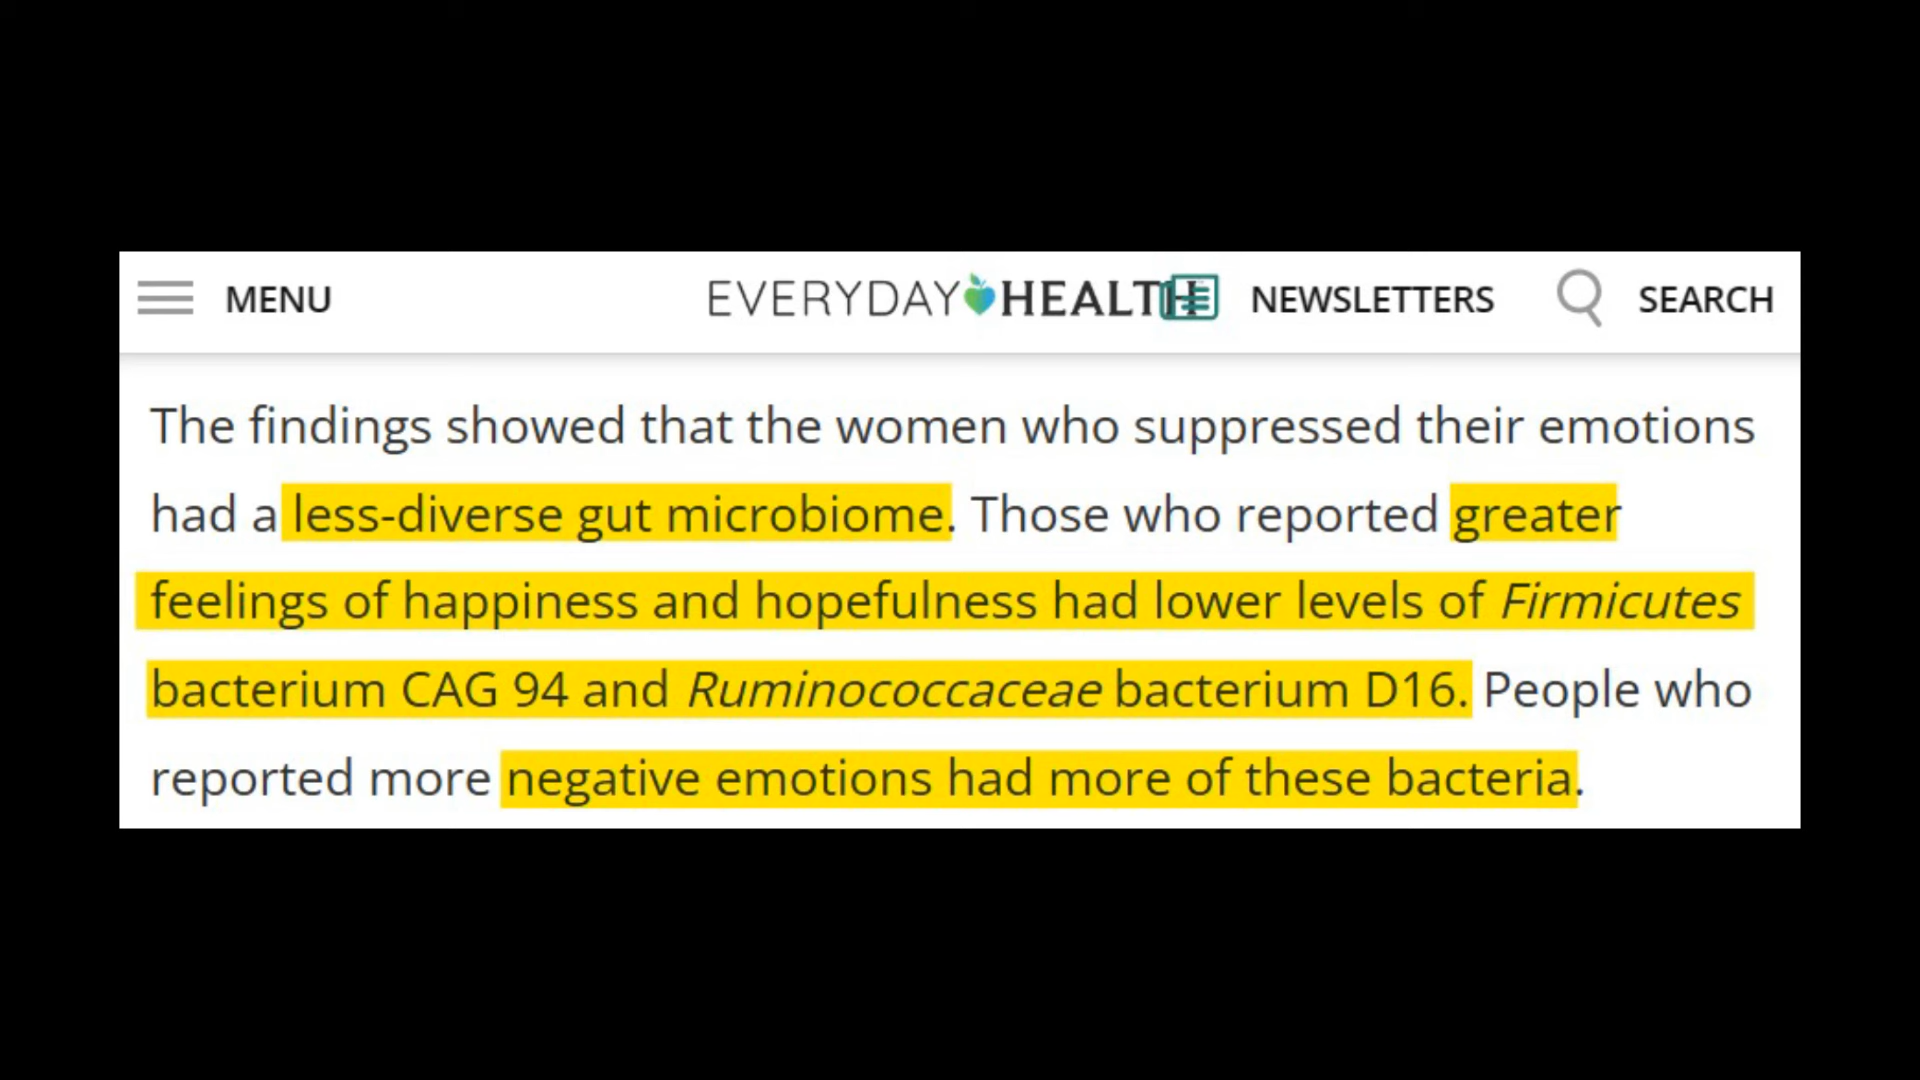 MENU EVERYDAY HEALTH NEWSLETTERS SEARCH
The findings showed that the women who suppressed their emotions
had a less-diverse gut microbiome. Those who reported greater
feelings of happiness and hopefulness had lower levels of Firmicutes
bacterium CAG 94 and Ruminococcaceae bacterium D16. People who
reported more negative emotions had more of these bacteria.